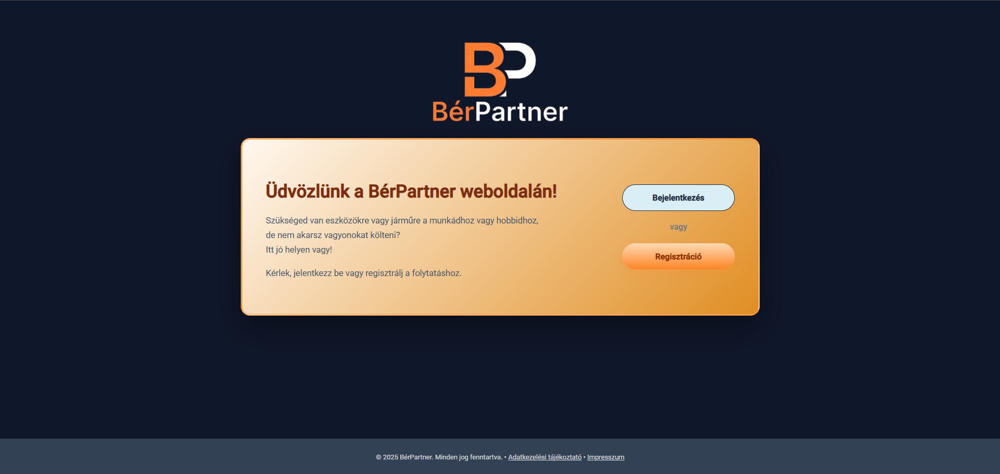 BP
BérPartner
Üdvözlünk a BérPartner weboldalán!
Szükséged van eszközökre vagy járműre a munkádhoz vagy hobbidhoz,
de nem akarsz vagyonokat költeni?
Itt jó helyen vagy!
Kérlek, jelentkezz be vagy regisztrálj a folytatáshoz.
Bejelentkezés
vagy
Regisztráció
© 2025 BérPartner. Minden jog fenntartva. • Adatkezelési tájékoztató • Impresszum